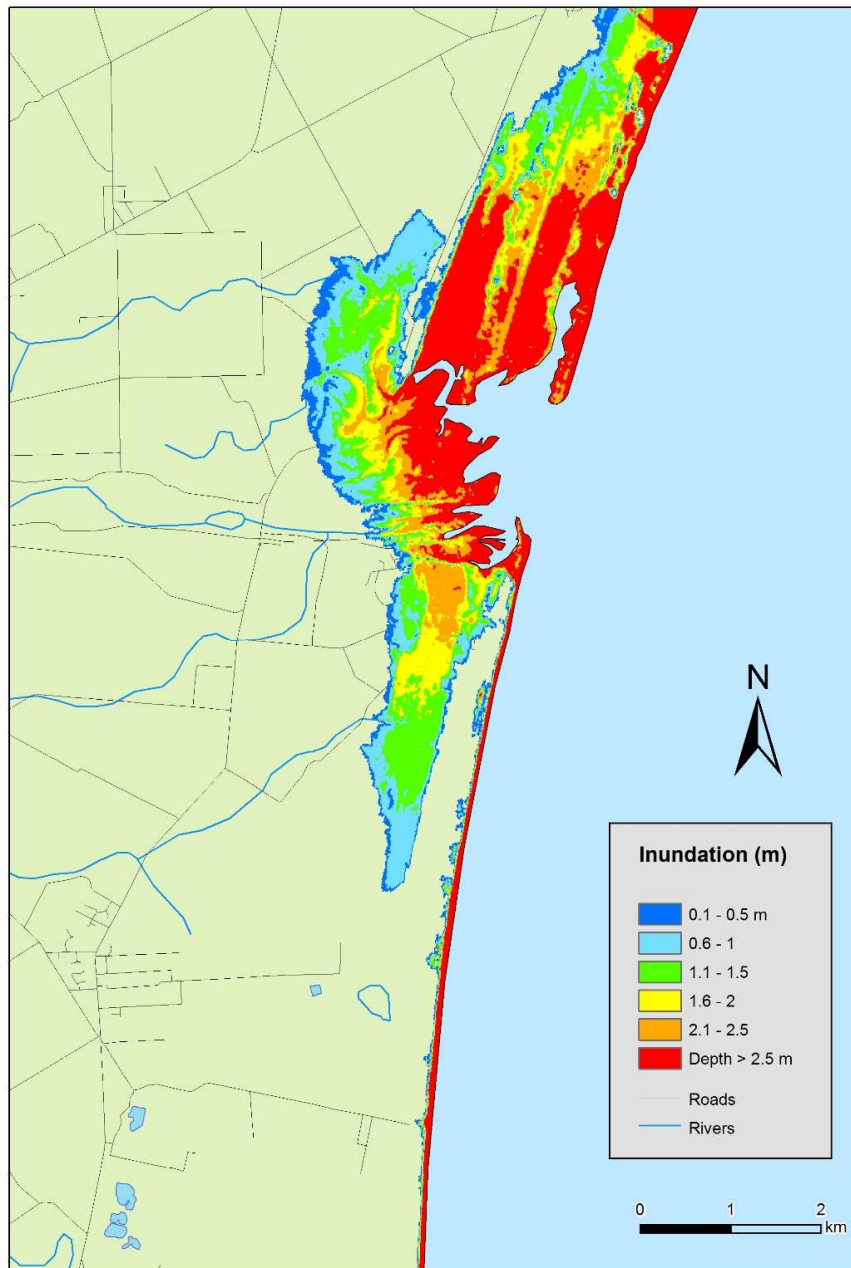 N
Inundation (m)
0.1 - 0.5 m
0.6 - 1
1.1 - 1.5
1.6 - 2
2.1 - 2.5
Depth > 2.5 m
Roads
Rivers
0 1 2
km